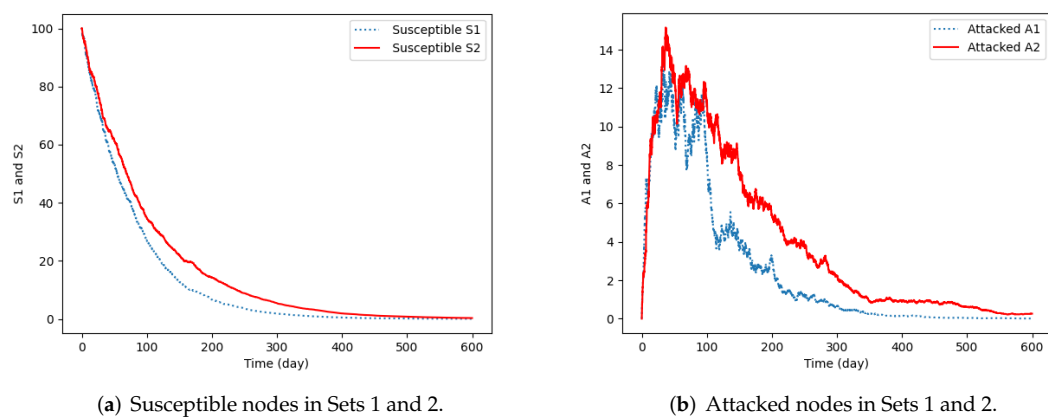 100
80
60
40
20
0
S1 and S2
0 100 200 300 400 500 600
Time (day)
Susceptible S1
Susceptible S2
(a) Susceptible nodes in Sets 1 and 2.
14
12
10
8
6
4
2
0
A1 and A2
0 100 200 300 400 500 600
Time (day)
Attacked A1
Attacked A2
(b) Attacked nodes in Sets 1 and 2.